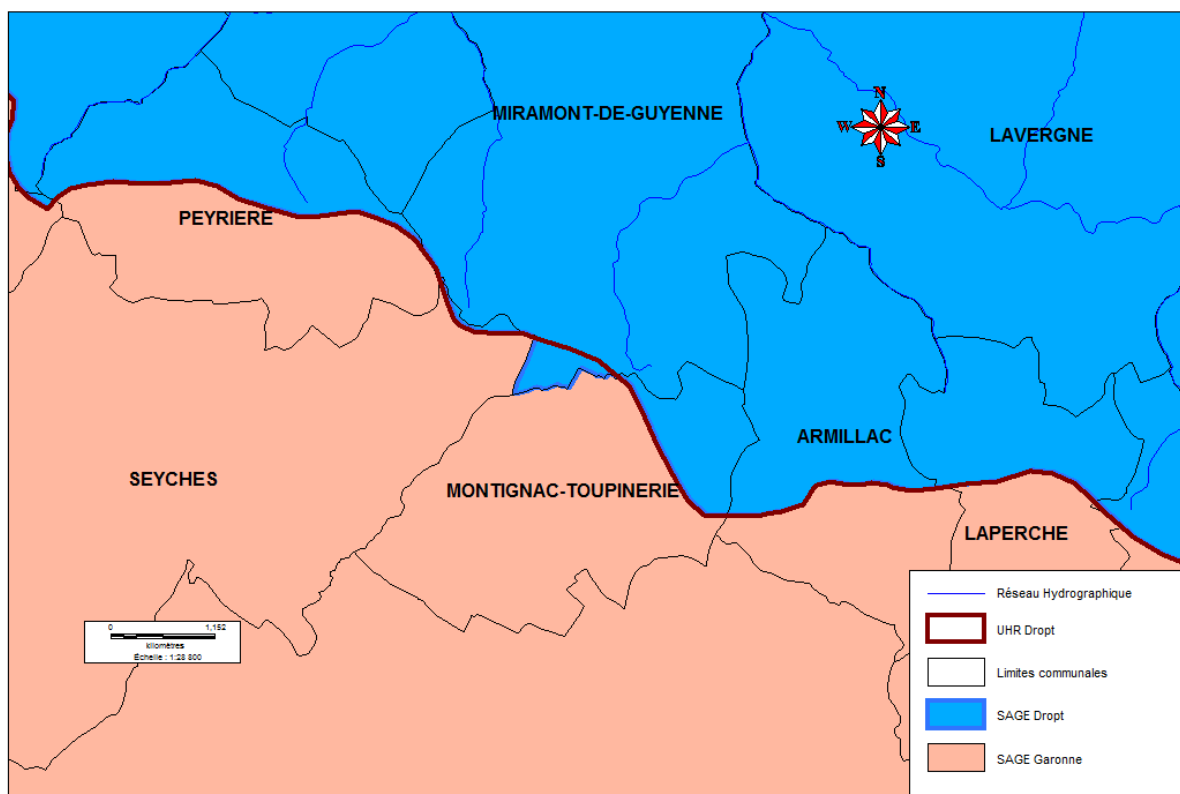 MIRAMONT-DE-GUYENNE
N
W
E
S
LAVERGNE
PEYRIERE
ARMILLAC
SEYCHES
MONTIGNAC-TOUPINERIE
LAPERCHE
0 1,152
kilomètres
Échelle : 1:28 800
Réseau Hydrographique
UHR Dropt
Limites communales
SAGE Dropt
SAGE Garonne